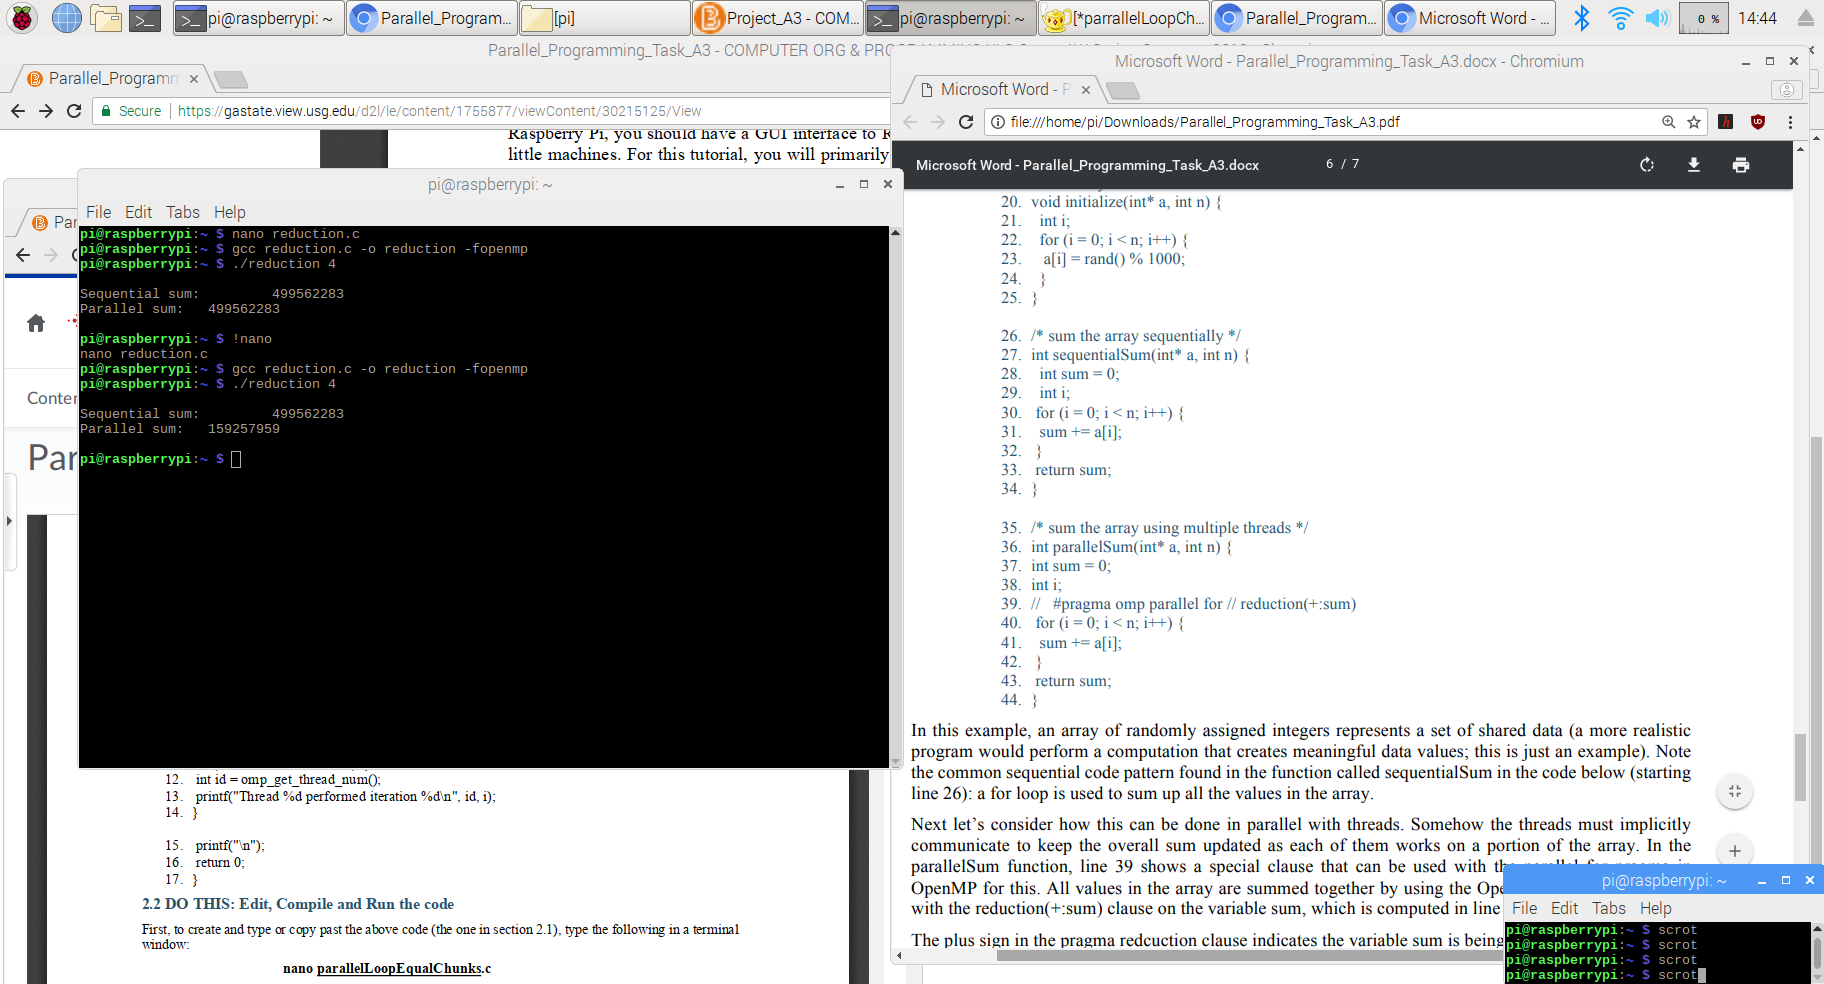 pi@raspberrypi: ~
Parallel_Program...
[pi]
Project_A3 - COM...
pi@raspberrypi: ~
[*parrallelLoopCh...
Parallel_Program...
Microsoft Word - ...
0 %
14:44
Parallel_Programming_Task_A3 - COMPUTER ORG & PROG
Parallel_Programm
Secure
https://gastate.view.usg.edu/d2l/le/content/1755877/viewContent/30215125/View
Raspberry Pi, you should have a GUI interface to R
little machines. For this tutorial, you will primarily
Par
Conter
Par
pi@raspberrypi: ~
File Edit Tabs Help
pi@raspberrypi:~ $ nano reduction.c
pi@raspberrypi:~ $ gcc reduction.c -o reduction -fopenmp
pi@raspberrypi:~ $ ./reduction 4
Sequential sum: 499562283
Parallel sum: 499562283
pi@raspberrypi:~ $ !nano
nano reduction.c
pi@raspberrypi:~ $ gcc reduction.c -o reduction -fopenmp
pi@raspberrypi:~ $ ./reduction 4
Sequential sum: 499562283
Parallel sum: 159257959
pi@raspberrypi:~ $
12. int id = omp_get_thread_num();
13. printf("Thread %d performed iteration %d\n", id, i);
14. }
15. printf("\n");
16. return 0;
17. }
2.2 DO THIS: Edit, Compile and Run the code
First, to create and type or copy past the above code (the one in section 2.1), type the following in a terminal
window:
nano parallelLoopEqualChunks.c
Microsoft Word - Parallel_Programming_Task_A3.docx - Chromium
Microsoft Word - P
file:///home/pi/Downloads/Parallel_Programming_Task_A3.pdf
Microsoft Word - Parallel_Programming_Task_A3.docx
6 / 7
20. void initialize(int* a, int n) {
21. int i;
22. for (i = 0; i < n; i++) {
23. a[i] = rand() % 1000;
24. }
25. }
26. /* sum the array sequentially */
27. int sequentialSum(int* a, int n) {
28. int sum = 0;
29. int i;
30. for (i = 0; i < n; i++) {
31. sum += a[i];
32. }
33. return sum;
34. }
35. /* sum the array using multiple threads */
36. int parallelSum(int* a, int n) {
37. int sum = 0;
38. int i;
39. // #pragma omp parallel for // reduction(+:sum)
40. for (i = 0; i < n; i++) {
41. sum += a[i];
42. }
43. return sum;
44. }
In this example, an array of randomly assigned integers represents a set of shared data (a more realistic
program would perform a computation that creates meaningful data values; this is just an example). Note
the common sequential code pattern found in the function called sequentialSum in the code below (starting
line 26): a for loop is used to sum up all the values in the array.
Next let's consider how this can be done in parallel with threads. Somehow the threads must implicitly
communicate to keep the overall sum updated as each of them works on a portion of the array. In the
parallelSum function, line 39 shows a special clause that can be used with the parallel for pragma in
OpenMP for this. All values in the array are summed together by using the Ope
with the reduction(+:sum) clause on the variable sum, which is computed in line
The plus sign in the pragma redcuction clause indicates the variable sum is being
pi@raspberrypi: ~
File Edit Tabs Help
pi@raspberrypi:~ $ scrot
pi@raspberrypi:~ $ scrot
pi@raspberrypi:~ $ scrot
pi@raspberrypi:~ $ scrot